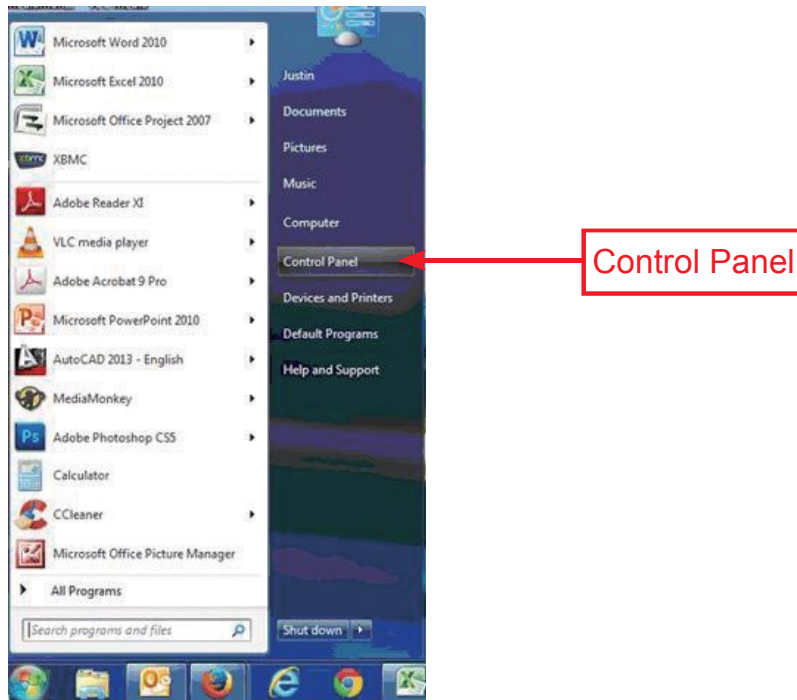 Microsoft Word 2010
Microsoft Excel 2010
Microsoft Office Project 2007
XBMC
Adobe Reader XI
VLC media player
Adobe Acrobat 9 Pro
Microsoft PowerPoint 2010
AutoCAD 2013 - English
MediaMonkey
Ps
Adobe Photoshop CS5
Calculator
CCleaner
Microsoft Office Picture Manager
All Programs
Search programs and files
Justin
Documents
Pictures
Music
Computer
Control Panel
Devices and Printers
Default Programs
Help and Support
Shut down
Control Panel